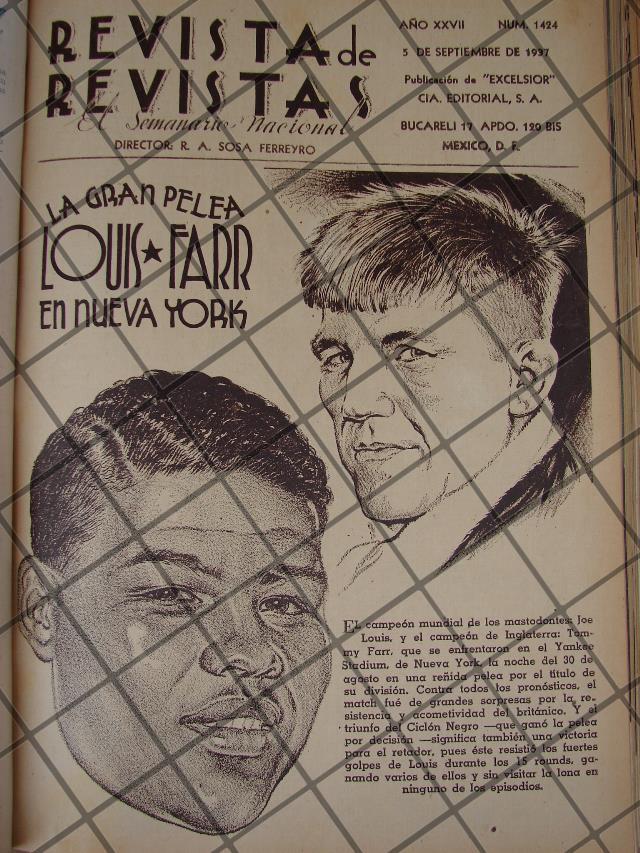 REVISTA de
REVISTAS
El Semanario Nacional
DIRECTOR: R. A. SOSA FERREYRO
AÑO XXVII NUM. 1424
5 DE SEPTIEMBRE DE 1937
Publicación de "EXCELSIOR"
CIA. EDITORIAL, S. A.
BUCARELI 17 APDO. 120 BIS
MEXICO, D. F.
LA GRAN PELEA
LOUIS ★ FARR
EN NUEVA YORK
EL campeón mundial de los mastodontes: Joe
Louis, y el campeón de Inglaterra: Tom-
my Farr, que se enfrentaron en el Yankee
Stadium, de Nueva York, la noche del 30 de
agosto en una reñida pelea por el título de
su división. Contra todos los pronósticos, el
match fué de grandes sorpresas por la re-
sistencia y acometividad del británico. Y el
triunfo del Ciclón Negro —que ganó la pelea
por decisión —significa también una victoria
para el retador, pues éste resistió los fuertes
golpes de Louis durante los 15 rounds, ga-
nando varios de ellos y sin visitar la lona en
ninguno de los episodios.